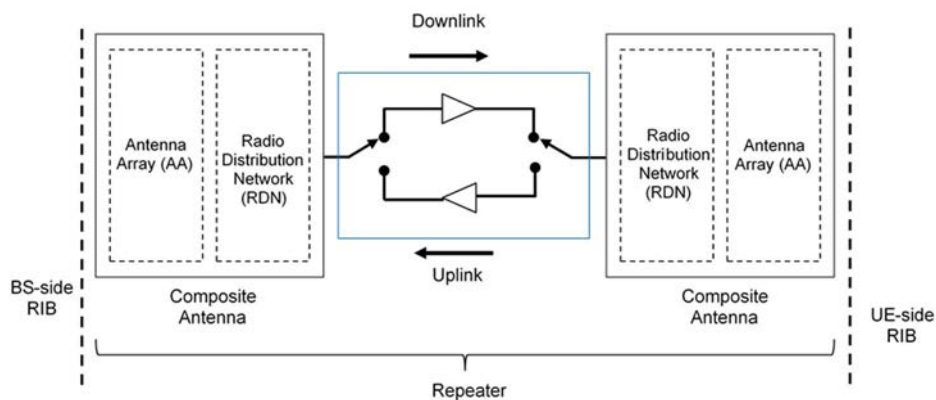 Downlink
Antenna
Array (AA)
Radio
Distribution
Network
(RDN)
Radio
Distribution
Network
(RDN)
Antenna
Array (AA)
Uplink
BS-side
RIB
Composite
Antenna
Composite
Antenna
UE-side
RIB
Repeater